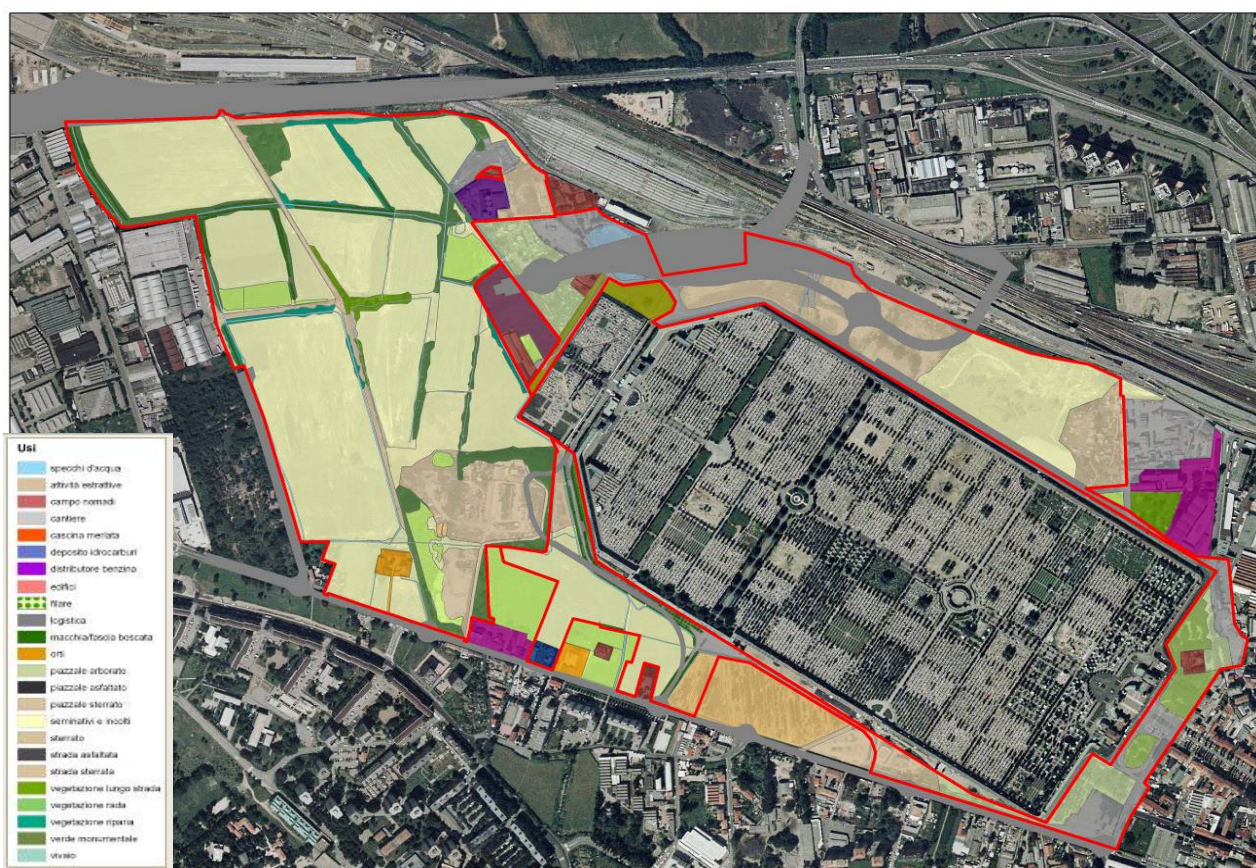 Usi
specchi d'acqua
attività estrattive
campo nomadi
cantiere
cascina merlata
deposito idrocarburi
distributore benzina
edifici
filare
logistica
macchia/fascia boscata
orti
piazzale arborato
piazzale asfaltato
piazzale sterrato
seminativi e incolti
sterrato
strada asfaltata
strada sterrata
vegetazione lungo strada
vegetazione rada
vegetazione riparia
verde monumentale
vivaio